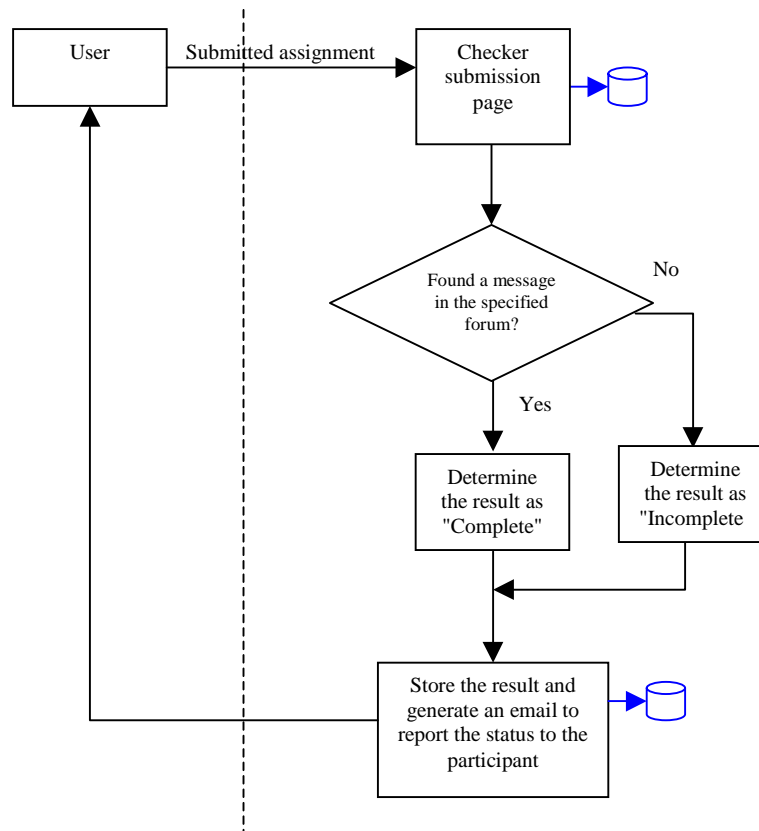 User
Submitted assignment
Checker
submission
page
Found a message
in the specified
forum?
No
Yes
Determine
the result as
"Complete"
Determine
the result as
"Incomplete
Store the result and
generate an email to
report the status to the
participant